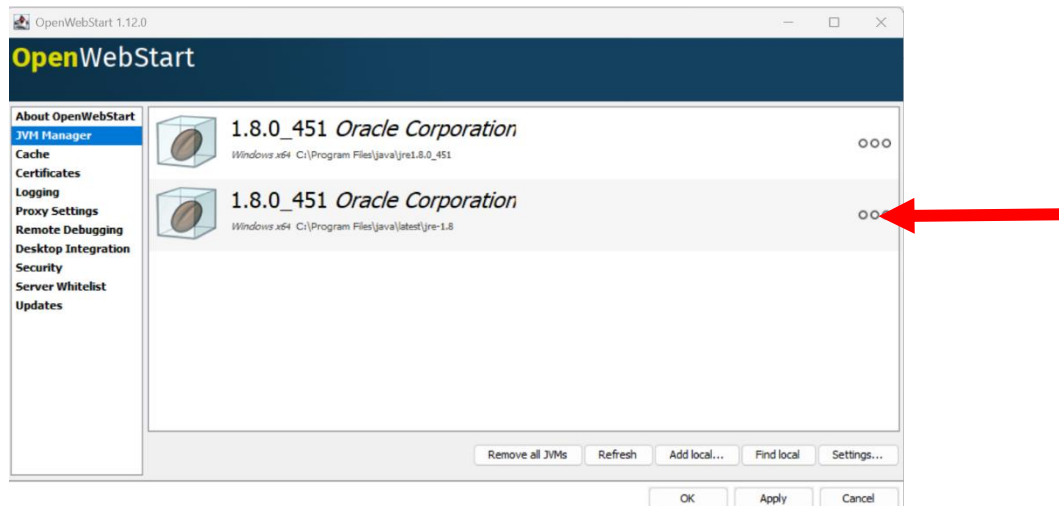 OpenWebStart 1.12.0
OpenWebStart
About OpenWebStart
JVM Manager
Cache
Certificates
Logging
Proxy Settings
Remote Debugging
Desktop Integration
Security
Server Whitelist
Updates
1.8.0_451 Oracle Corporation
Windows x64 C:\Program Files\java\jre1.8.0_451
1.8.0_451 Oracle Corporation
Windows x64 C:\Program Files\java\latest\jre-1.8
Remove all JVMs Refresh Add local... Find local Settings...
OK Apply Cancel